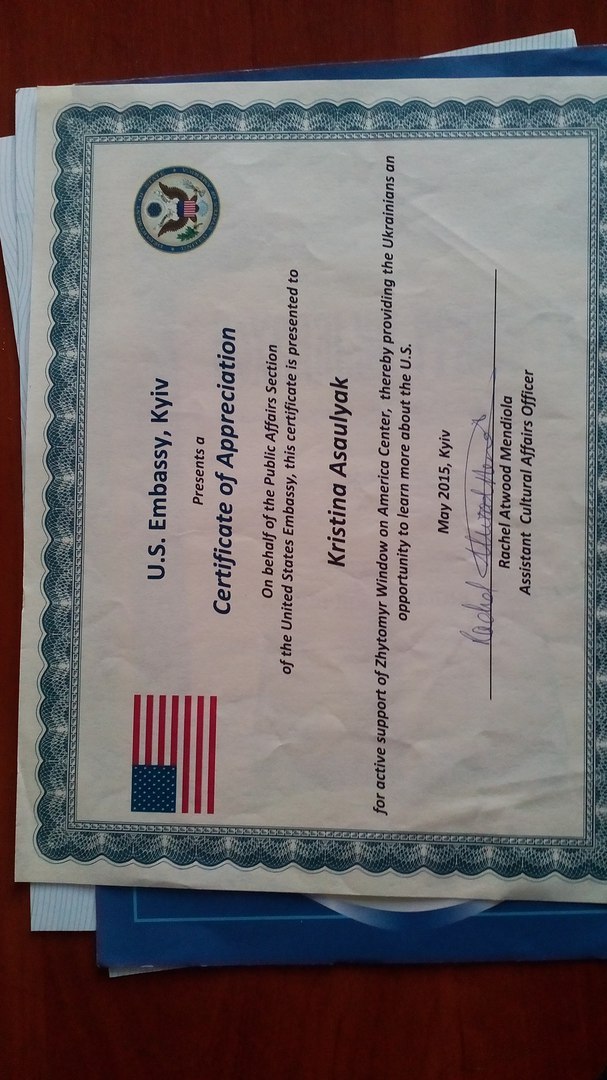 U.S. Embassy, Kyiv
Presents a
Certificate of Appreciation
On behalf of the Public Affairs Section
of the United States Embassy, this certificate is presented to
Kristina Asaulyak
for active support of Zhytomyr Window on America Center, thereby providing the Ukrainians an
opportunity to learn more about the U.S.
May 2015, Kyiv
Rachel Atwood Mendiola
Assistant Cultural Affairs Officer